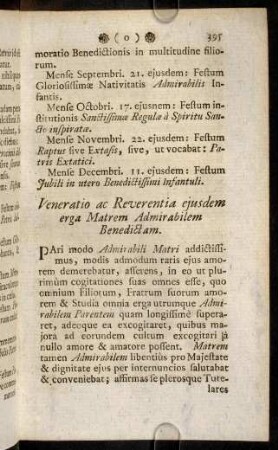 ( o ) 395
moratio Benedictionis in multitudine filio-
rum.
Mense Septembri. 21. ejusdem: Festum
Gloriosissimæ Nativitatis Admirabilis In-
fantis.
Mense Octobri. 17. ejusnem: Festum in-
stitutionis Sanctissimæ Regulæ à Spiritu San-
cto inspiratæ.
Mense Novembri. 22. ejusdem: Festum
Raptus sive Extasis, sive, ut vocabat: Pa-
tris Extatici.
Mense Decembri. 11. ejusdem: Festum
Jubili in utero Benedictissimi Infantuli.
Veneratio ac Reverentia ejusdem
erga Matrem Admirabilem
Benedictam.
PAri modo Admirabili Matri addictissi-
mus, modis admodum raris ejus amo-
rem demerebatur, asserens, in eo ut plu-
rimùm cogitationes suas omnes esse, quo
omnium Filiorum, Fratrum suorum amo-
rem & Studia omnia erga utrumque Admi-
rabilem Parentem quam longissimè supera-
ret, adeoque ea excogitaret, quibus ma-
jora ad eorundem cultum excogitari jā
nullo amore & amatore possent. Matrem
tamen Admirabilem libentiùs pro Majestate
& dignitate ejus per internuncios salutabat
& conveniebat; affirmas se plerosque Tute-
lares